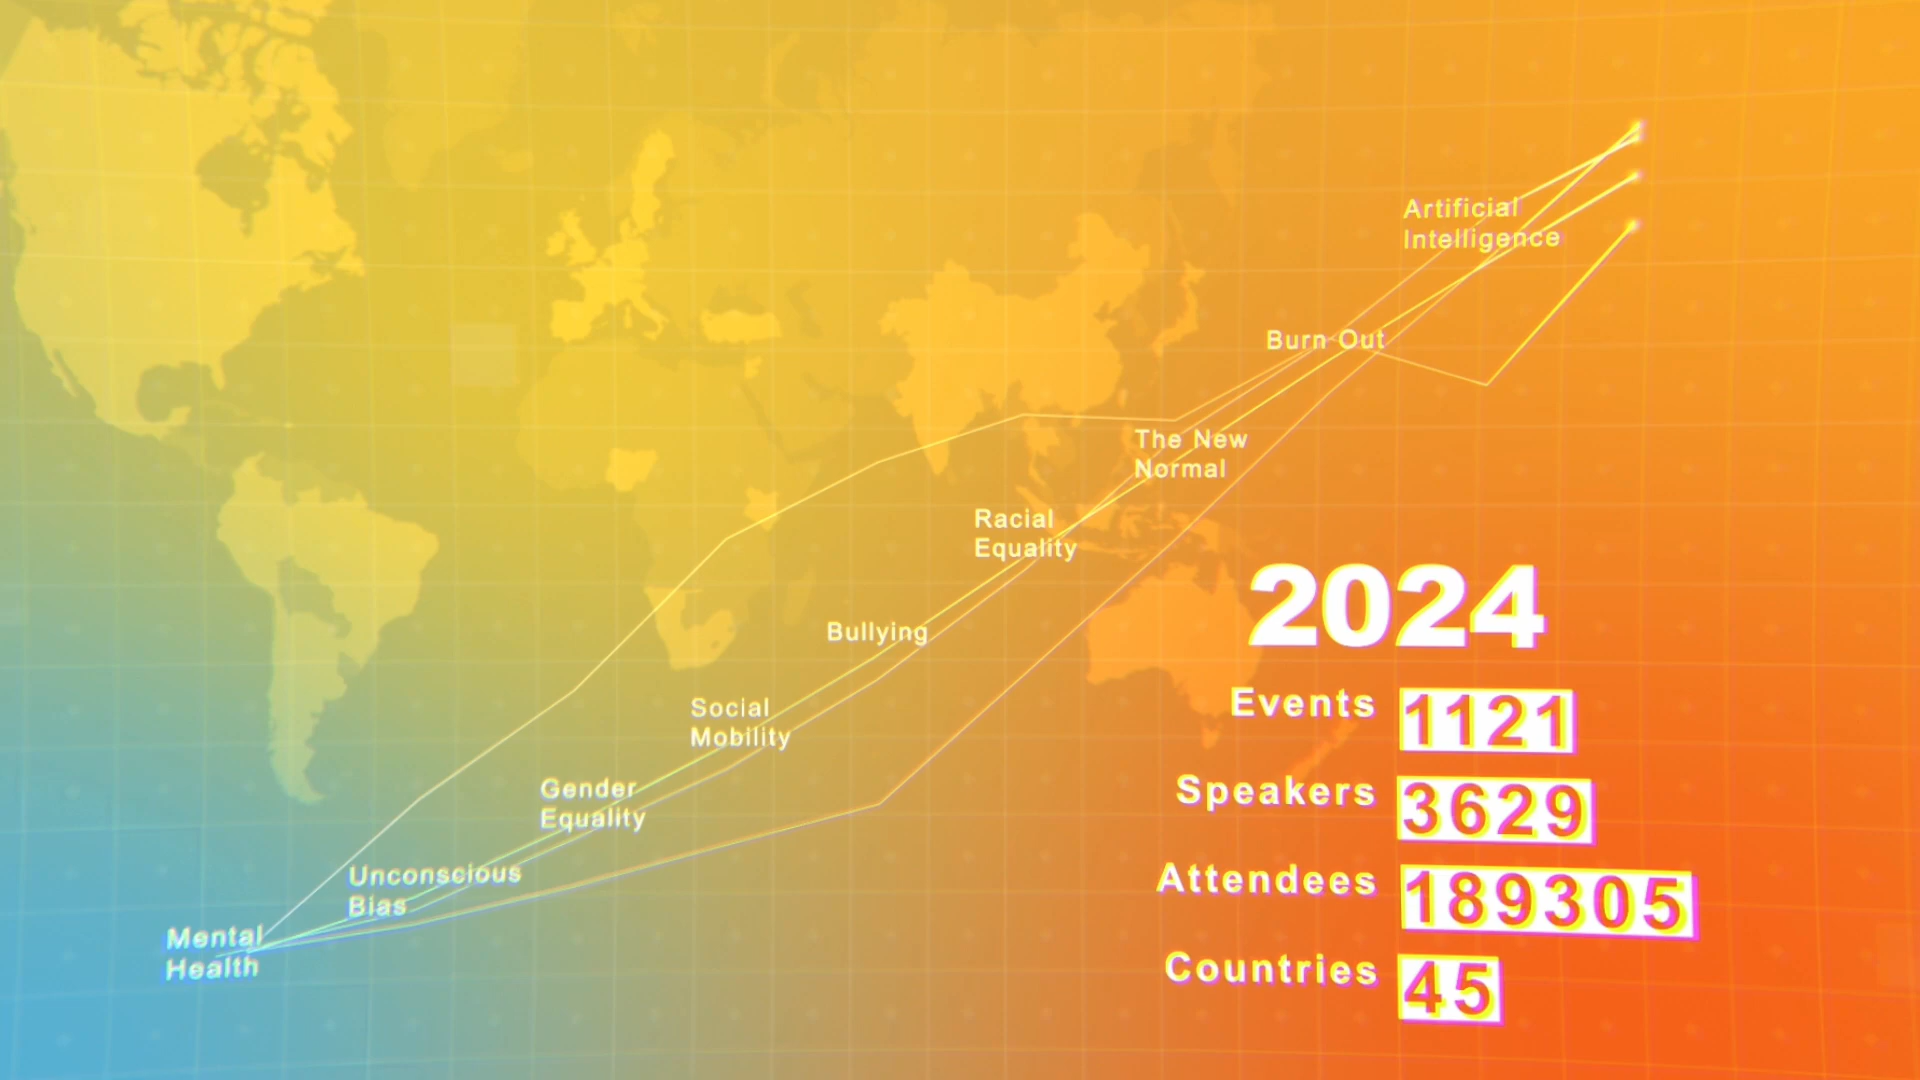 Artificial
Intelligence
Burn Out
The New
Normal
Racial
Equality
Bullying
Social
Mobility
Gender
Equality
Unconscious
Bias
Mental
Health
2024
Events 1121
Speakers 3629
Attendees 189305
Countries 45